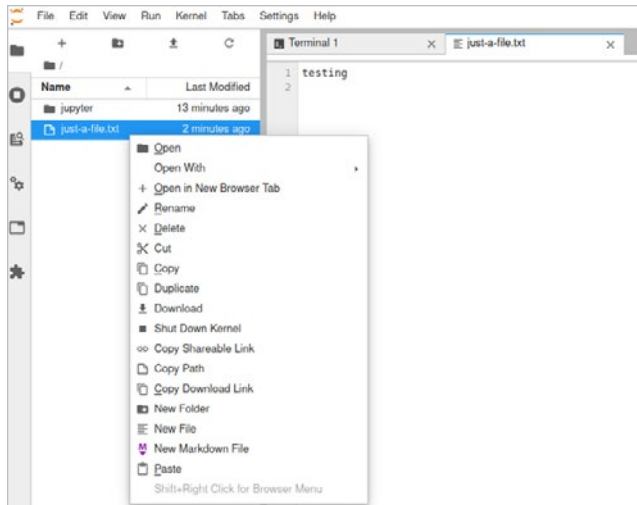 File Edit View Run Kernel Tabs Settings Help
Terminal 1
just-a-file.txt
/
Name Last Modified
jupyter 13 minutes ago
just-a-file.txt 2 minutes ago
1 testing
2
Open
Open With
Open in New Browser Tab
Rename
Delete
Cut
Copy
Duplicate
Download
Shut Down Kernel
Copy Shareable Link
Copy Path
Copy Download Link
New Folder
New File
New Markdown File
Paste
Shift+Right Click for Browser Menu